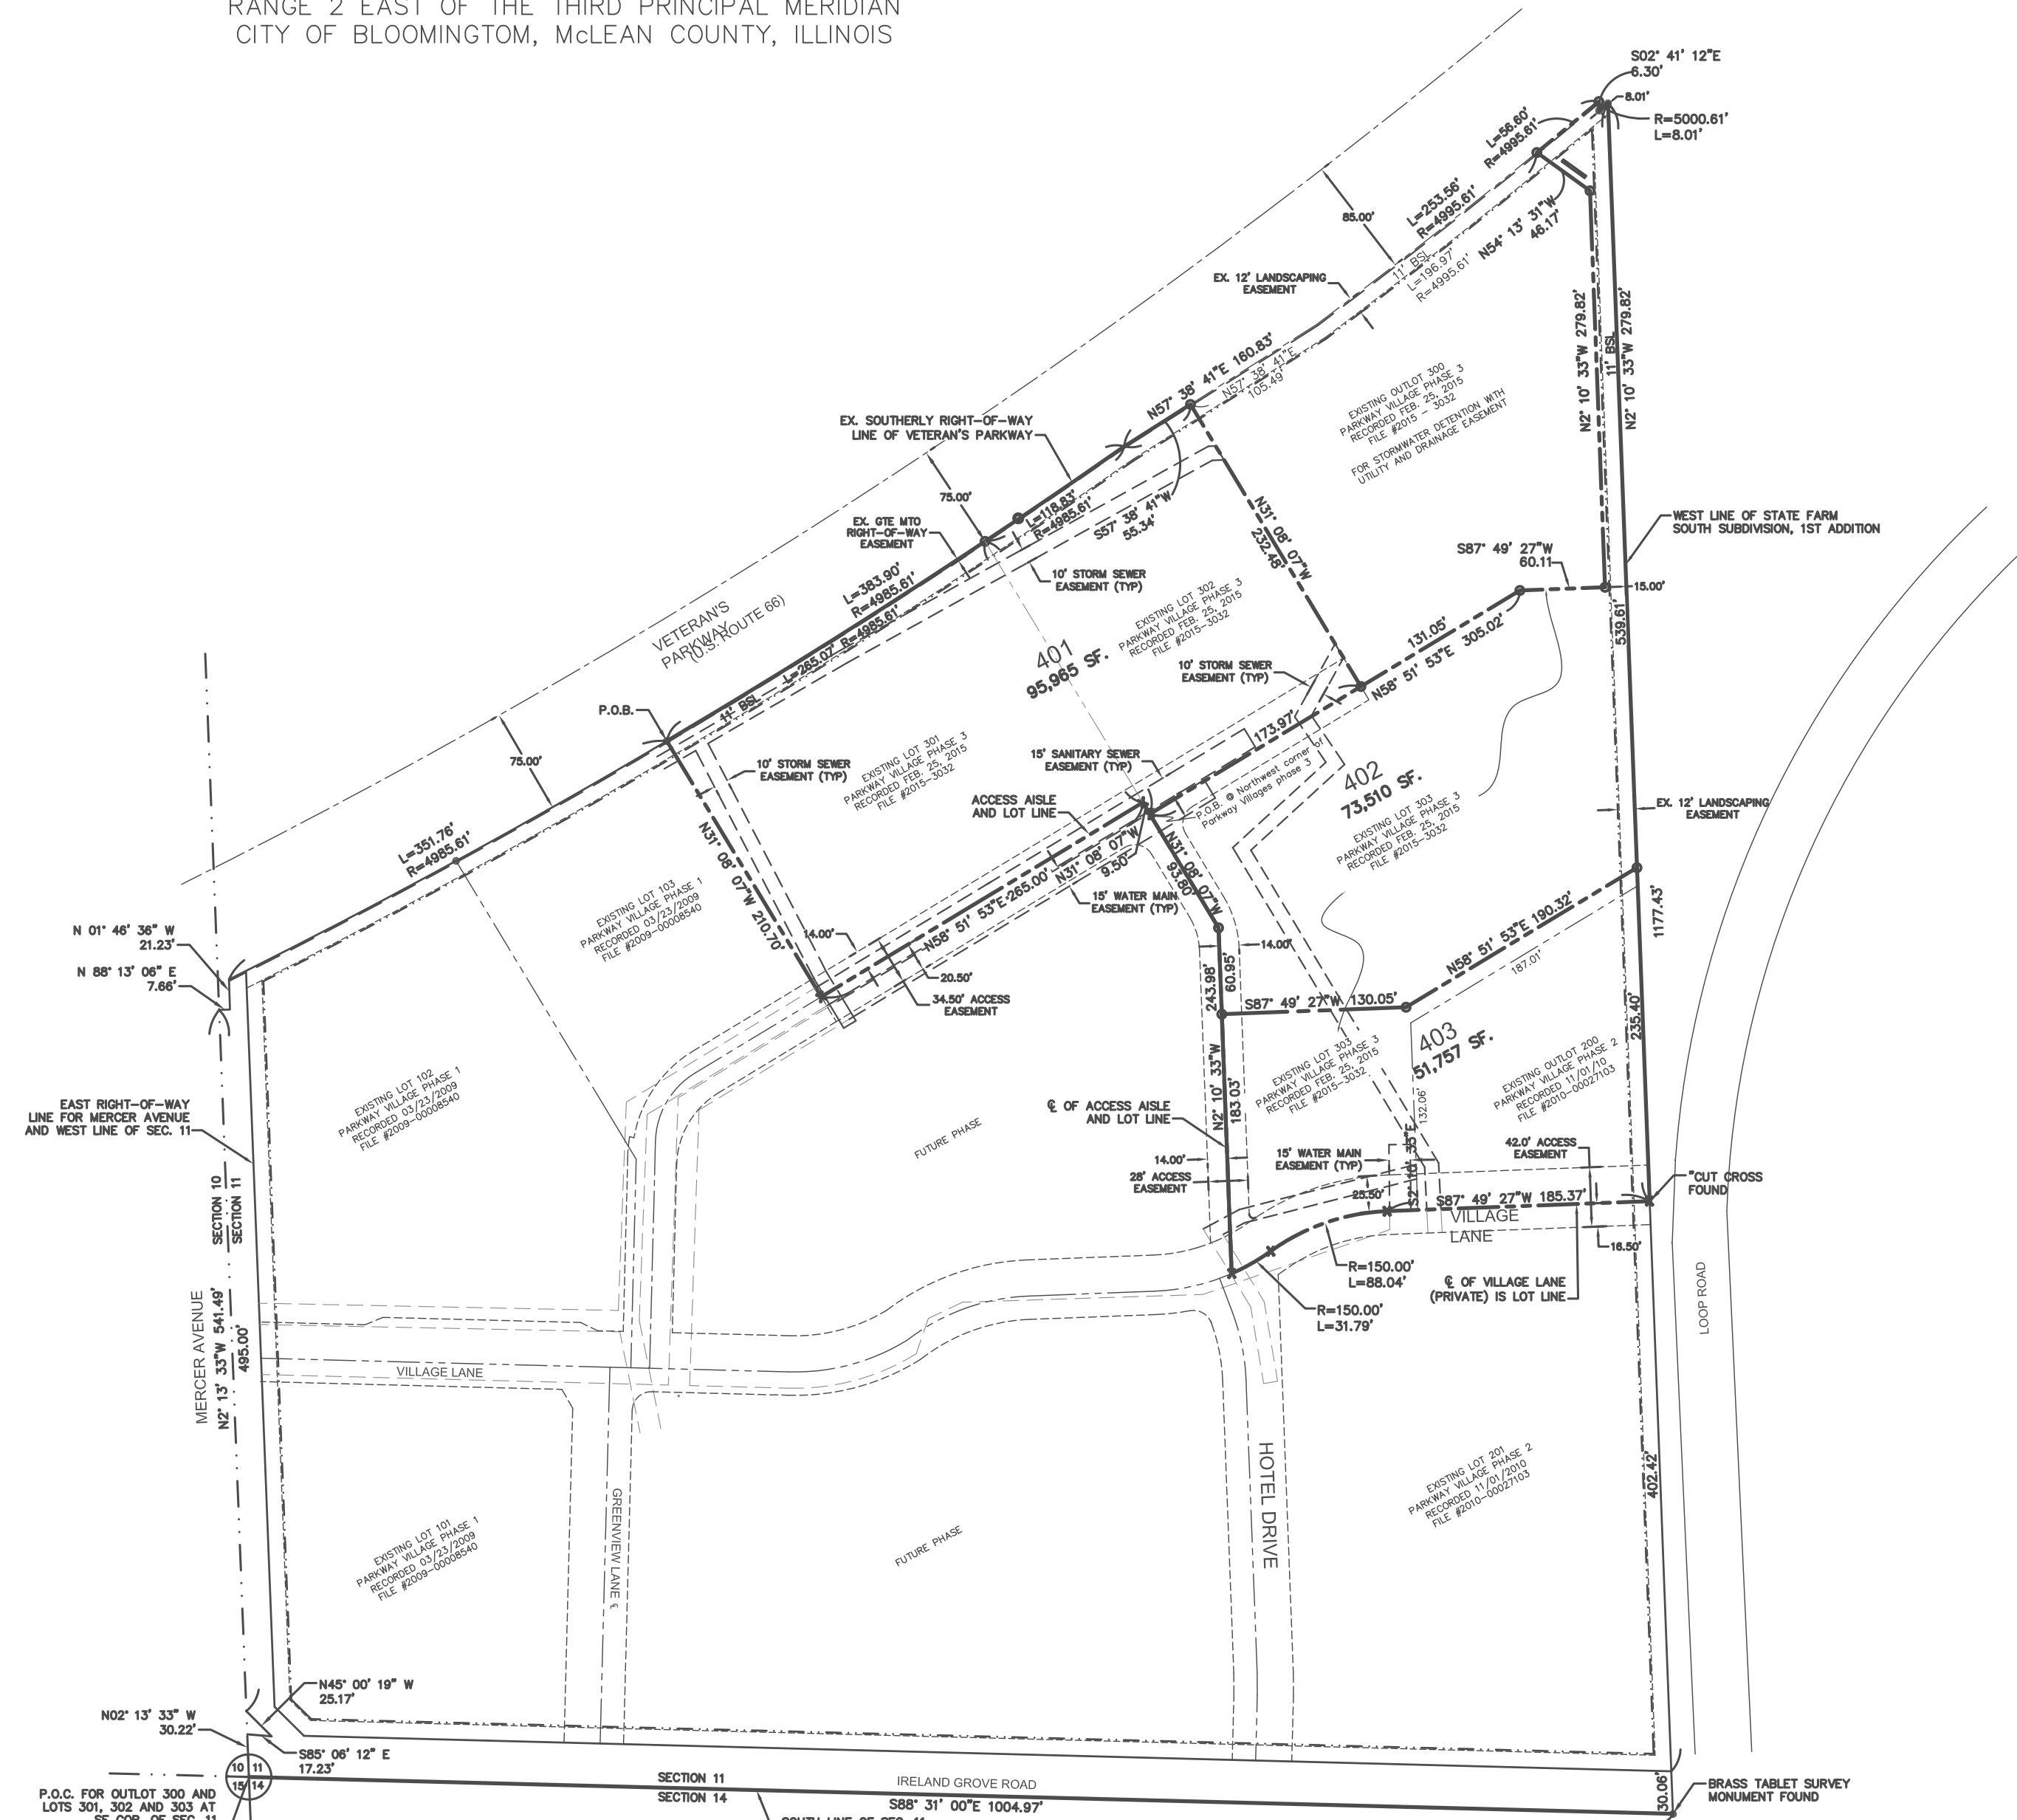 RANGE 2 EAST OF THE THIRD PRINCIPAL MERIDIAN
CITY OF BLOOMINGTOM, McLEAN COUNTY, ILLINOIS
S02° 41' 12"E
6.30'
8.01'
R=5000.61'
L=8.01'
L=56.60'
R=4995.61'
L=253.56'
R=4995.61'
N54° 13' 31"W
46.17'
85.00'
11' BSL
L=196.97'
R=4995.61'
EX. 12' LANDSCAPING
EASEMENT
N2° 10' 33"W 279.82'
11' BSL
N2° 10' 33"W 279.82'
N57° 38' 41"E 160.83'
N57° 38' 41"E
105.49'
EXISTING OUTLOT 300
PARKWAY VILLAGE PHASE 3
RECORDED FEB. 25, 2015
FILE #2015 - 3032
FOR STORMWATER DETENTION WITH
UTILITY AND DRAINAGE EASEMENT
EX. SOUTHERLY RIGHT-OF-WAY
LINE OF VETERAN'S PARKWAY
75.00'
L=118.83'
R=4985.61'
S57° 38' 41"W
55.34'
EX. GTE MTO
RIGHT-OF-WAY
EASEMENT
N31° 08' 07"W
232.48'
WEST LINE OF STATE FARM
SOUTH SUBDIVISION, 1ST ADDITION
S87° 49' 27"W
60.11
15.00'
539.61'
10' STORM SEWER
EASEMENT (TYP)
L=383.90'
R=4985.61'
L=265.07' R=4985.61'
VETERAN'S
PARKWAY
(U.S. ROUTE 66)
401
95,965 SF.
EXISTING LOT 302
PARKWAY VILLAGE PHASE 3
RECORDED FEB. 25, 2015
FILE #2015-3032
131.05'
N58° 51' 53"E 305.02'
10' STORM SEWER
EASEMENT (TYP)
P.O.B.
11' BSL
75.00'
10' STORM SEWER
EASEMENT (TYP)
EXISTING LOT 301
PARKWAY VILLAGE PHASE 3
RECORDED FEB. 25, 2015
FILE #2015-3032
173.97'
15' SANITARY SEWER
EASEMENT (TYP)
P.O.B. @ Northwest corner of
Parkway Villages phase 3
402
73,510 SF.
EXISTING LOT 303
PARKWAY VILLAGE PHASE 3
RECORDED FEB. 25, 2015
FILE #2015-3032
ACCESS AISLE
AND LOT LINE
EX. 12' LANDSCAPING
EASEMENT
L=351.76'
R=4985.61'
N31° 08' 07"W 210.70'
N58° 51' 53"E 265.00'
N31° 08' 07"W
9.50'
N31° 08' 07"W
93.80'
15' WATER MAIN
EASEMENT (TYP)
EXISTING LOT 103
PARKWAY VILLAGE PHASE 1
RECORDED 03/23/2009
FILE #2009-00008540
14.00'
14.00'
20.50'
34.50' ACCESS
EASEMENT
N58° 51' 53"E 190.32'
187.01'
1177.43'
N 01° 46' 36" W
21.23'
N 88° 13' 06" E
7.66'
243.98'
60.95'
S87° 49' 27"W 130.05'
403
51,757 SF.
235.40'
EXISTING LOT 303
PARKWAY VILLAGE PHASE 3
RECORDED FEB. 25, 2015
FILE #2015-3032
EXISTING OUTLOT 200
PARKWAY VILLAGE PHASE 2
RECORDED 11/01/10
FILE #2010-00027103
EXISTING LOT 102
PARKWAY VILLAGE PHASE 1
RECORDED 03/23/2009
FILE #2009-00008540
EAST RIGHT-OF-WAY
LINE FOR MERCER AVENUE
AND WEST LINE OF SEC. 11
℄ OF ACCESS AISLE
AND LOT LINE
N2° 10' 33"W
183.03'
132.06'
S2° 10' 33"E
FUTURE PHASE
14.00'
28' ACCESS
EASEMENT
15' WATER MAIN
EASEMENT (TYP)
42.0' ACCESS
EASEMENT
25.50'
S87° 49' 27"W 185.37'
"CUT CROSS
FOUND
VILLAGE
LANE
16.50'
SECTION 10
SECTION 11
R=150.00'
L=88.04'
R=150.00'
L=31.79'
℄ OF VILLAGE LANE
(PRIVATE) IS LOT LINE
LOOP ROAD
MERCER AVENUE
N2° 13' 33"W 541.49'
495.00'
VILLAGE LANE
GREENVIEW LANE ℄
HOTEL DRIVE
EXISTING LOT 201
PARKWAY VILLAGE PHASE 2
RECORDED 11/01/2010
FILE #2010-00027103
402.42'
EXISTING LOT 101
PARKWAY VILLAGE PHASE 1
RECORDED 03/23/2009
FILE #2009-00008540
FUTURE PHASE
N45° 00' 19" W
25.17'
N02° 13' 33" W
30.22'
S85° 06' 12" E
17.23'
10 11
15 14
P.O.C. FOR OUTLOT 300 AND
LOTS 301, 302 AND 303 AT
SECTION 11
SECTION 14
IRELAND GROVE ROAD
S88° 31' 00"E 1004.97'
30.06'
BRASS TABLET SURVEY
MONUMENT FOUND